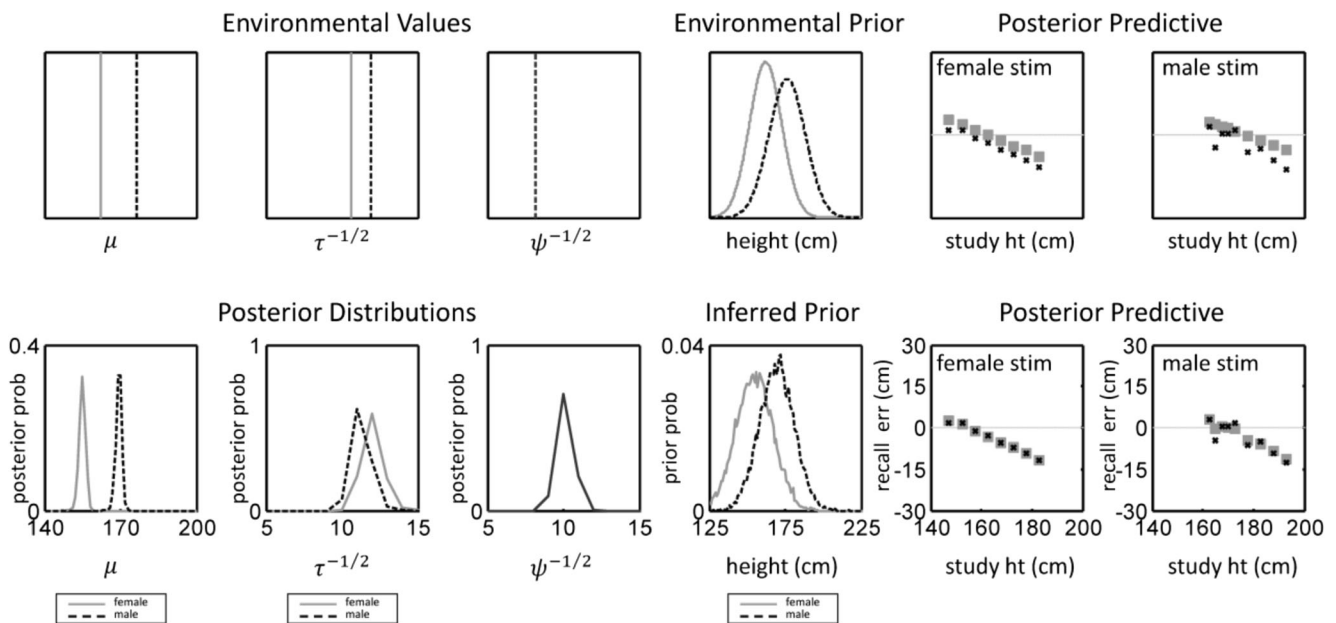 Environmental Values Environmental Prior Posterior Predictive
female stim male stim
μ τ^{-1/2} ψ^{-1/2} height (cm) study ht (cm) study ht (cm)
Posterior Distributions Inferred Prior Posterior Predictive
0.4 1 1 0.04 30 30
female stim male stim
15 15
posterior prob posterior prob posterior prob prior prob recall err (cm) recall err (cm)
0 0
-15 -15
0 0 0 0 -30 -30
140 170 200 5 10 15 5 10 15 125 175 225 140 160 180 200 140 160 180 200
μ τ^{-1/2} ψ^{-1/2} height (cm) study ht (cm) study ht (cm)
female female female
male male male